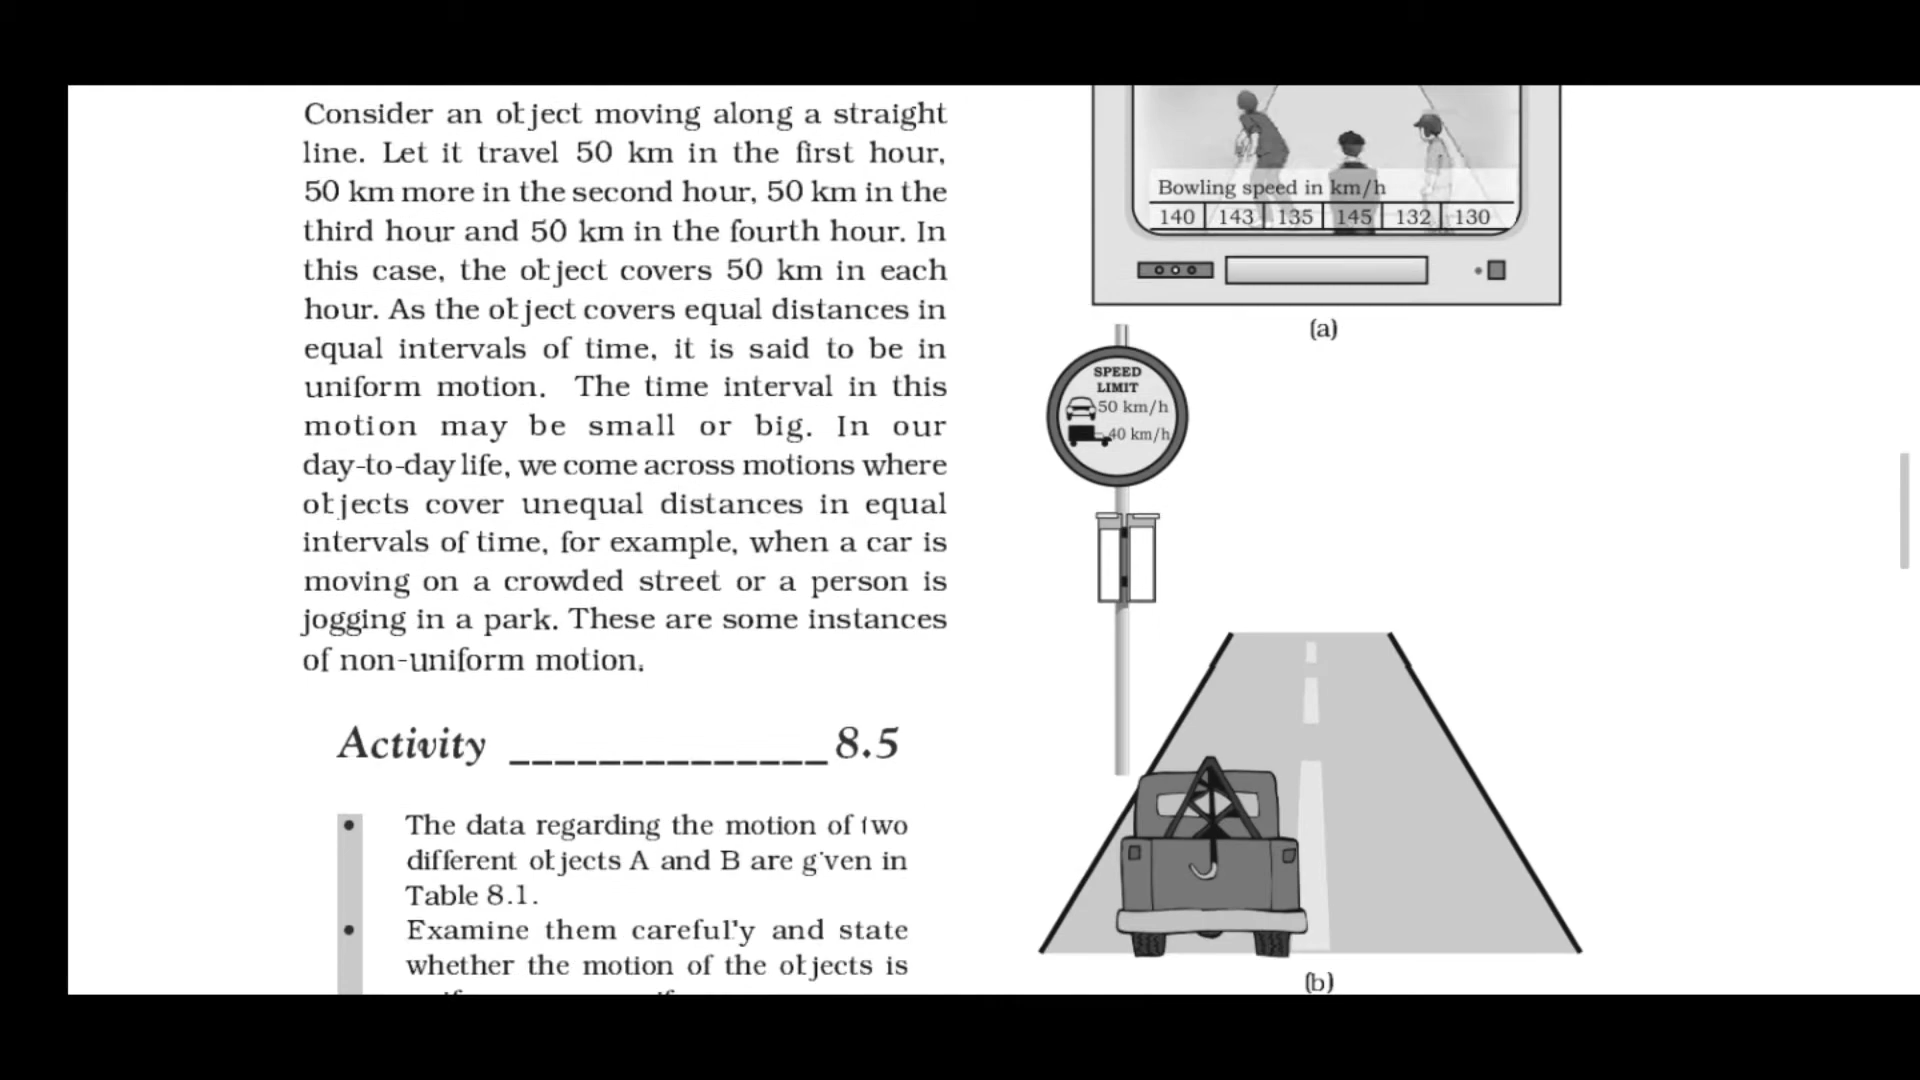 Consider an object moving along a straight
line. Let it travel 50 km in the first hour,
50 km more in the second hour, 50 km in the
third hour and 50 km in the fourth hour. In
this case, the object covers 50 km in each
hour. As the object covers equal distances in
equal intervals of time, it is said to be in
uniform motion. The time interval in this
motion may be small or big. In our
day-to-day life, we come across motions where
objects cover unequal distances in equal
intervals of time, for example, when a car is
moving on a crowded street or a person is
jogging in a park. These are some instances
of non-uniform motion.
Activity ______________ 8.5
• The data regarding the motion of two
different objects A and B are given in
Table 8.1.
• Examine them carefully and state
whether the motion of the objects is
Bowling speed in km/h
140 143 135 145 132 130
(a)
SPEED
LIMIT
50 km/h
40 km/h
(b)